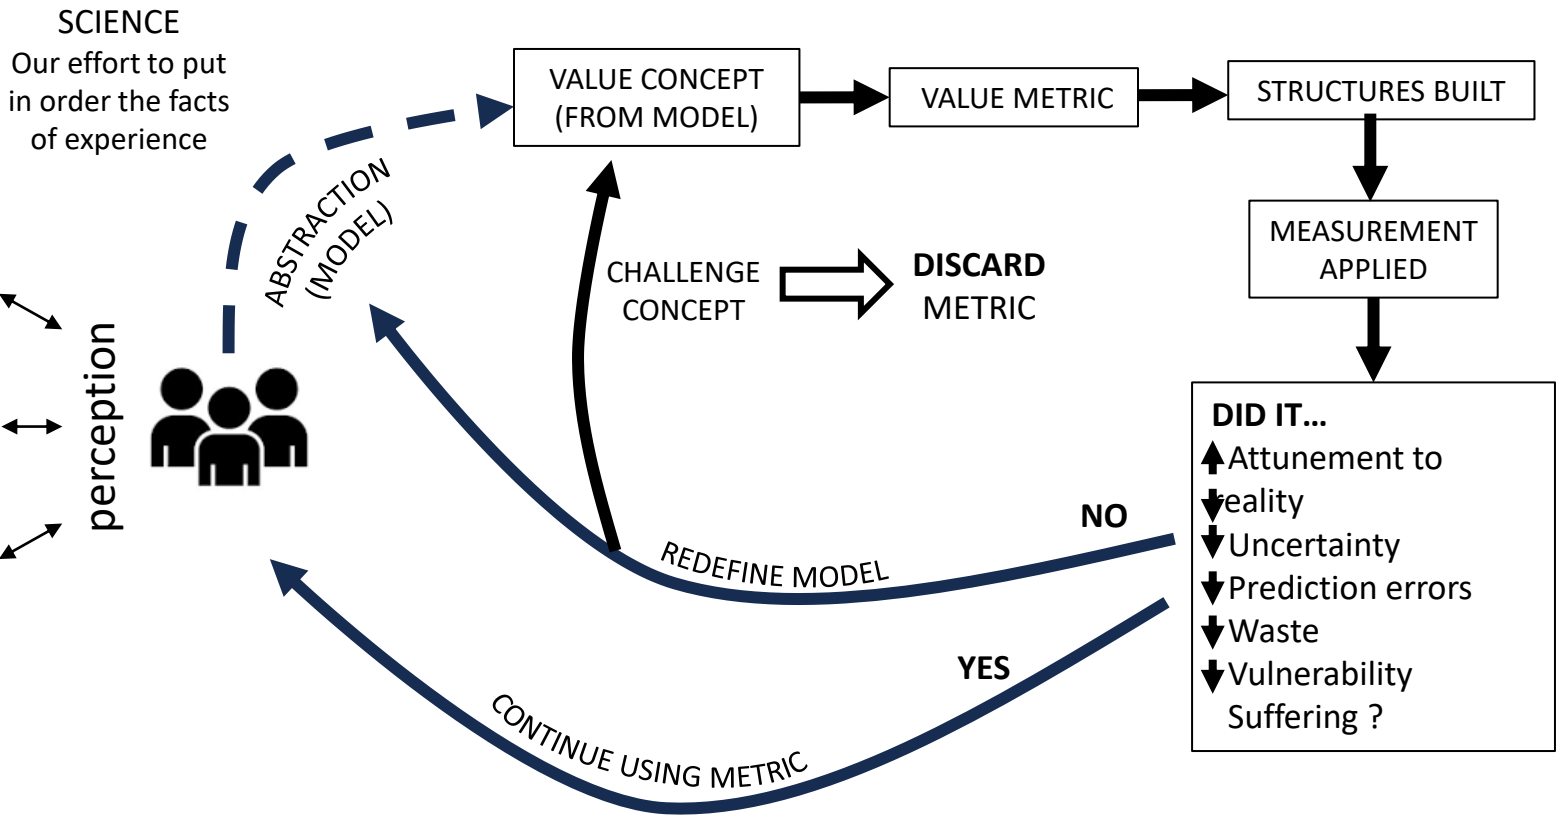 SCIENCE
Our effort to put
in order the facts
of experience
VALUE CONCEPT
(FROM MODEL)
VALUE METRIC
STRUCTURES BUILT
MEASUREMENT
APPLIED
ABSTRACTION
(MODEL)
CHALLENGE
CONCEPT
DISCARD
METRIC
perception
DID IT...
Attunement to
reality
Uncertainty
Prediction errors
Waste
Vulnerability
Suffering ?
NO
REDEFINE MODEL
YES
CONTINUE USING METRIC